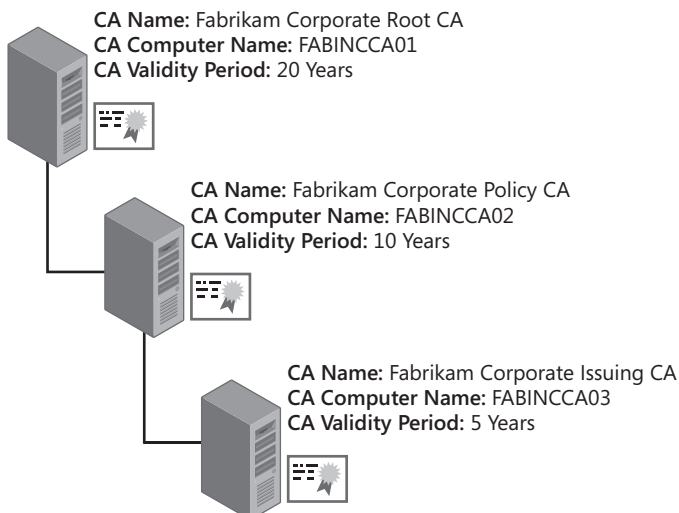 CA Name: Fabrikam Corporate Root CA
CA Computer Name: FABINCCA01
CA Validity Period: 20 Years
CA Name: Fabrikam Corporate Policy CA
CA Computer Name: FABINCCA02
CA Validity Period: 10 Years
CA Name: Fabrikam Corporate Issuing CA
CA Computer Name: FABINCCA03
CA Validity Period: 5 Years